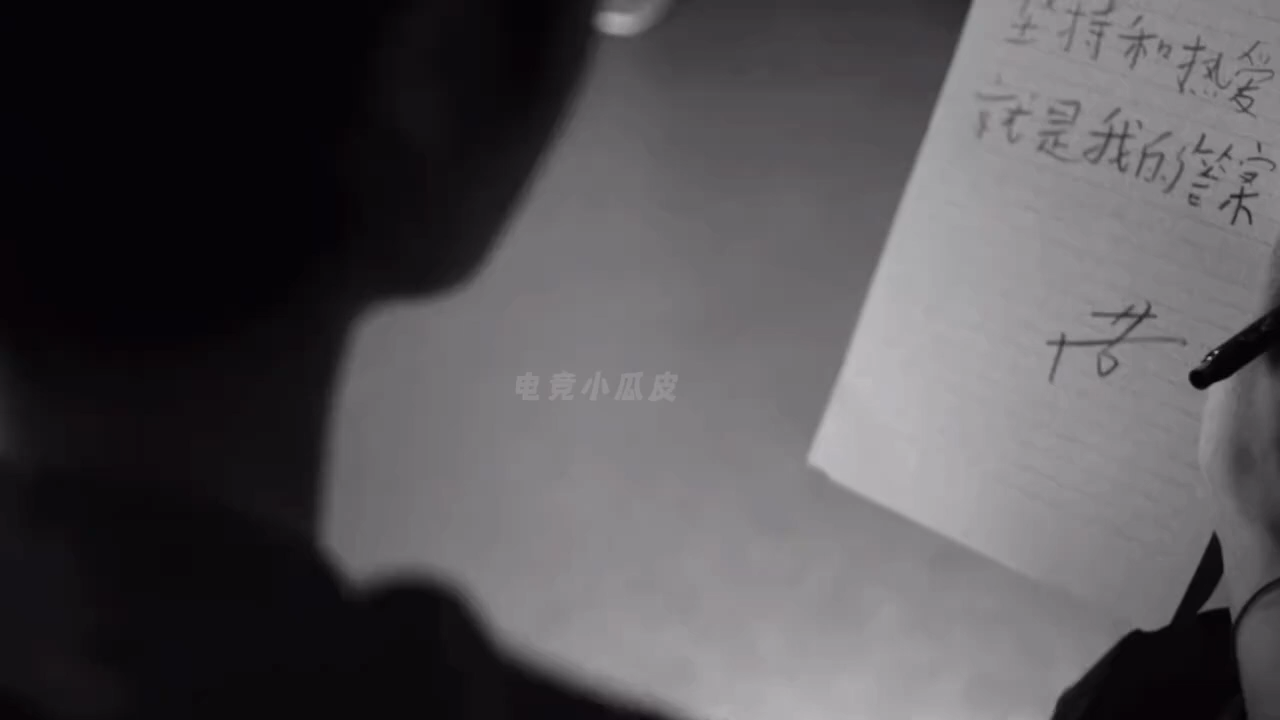 坚持和热爱
就是我的答案
电竞小瓜皮